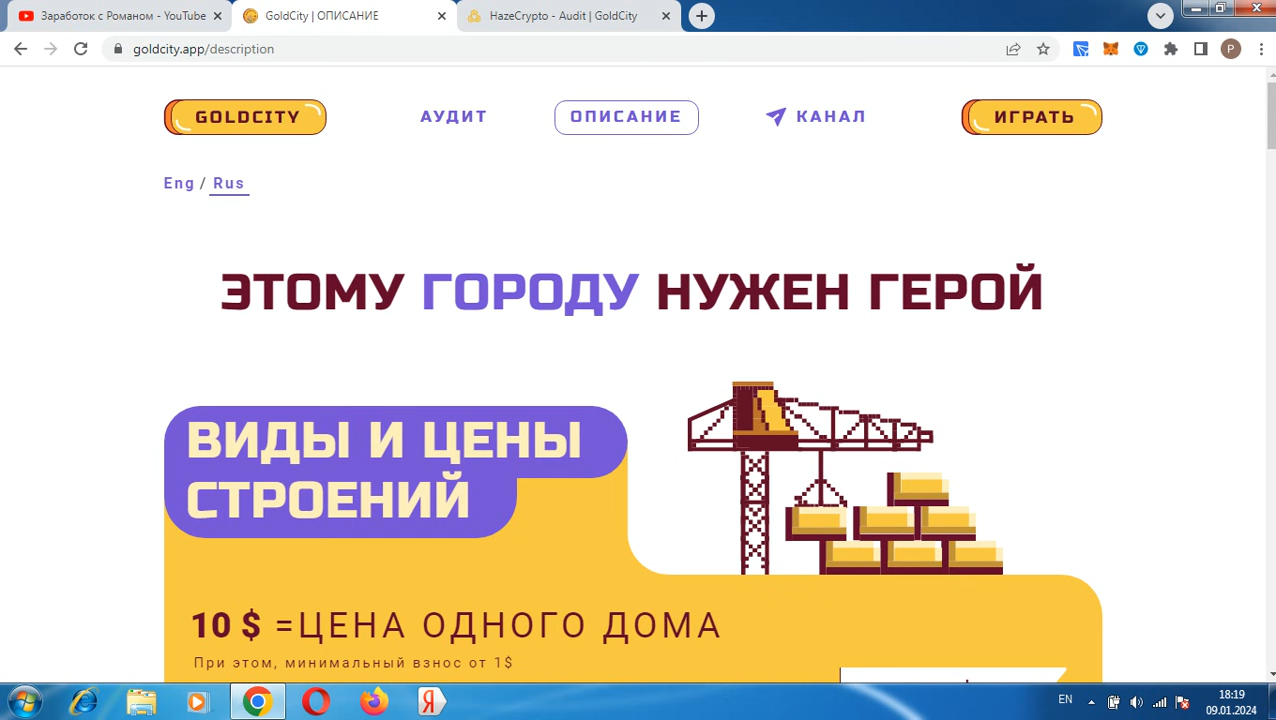 Заработок с Романом - YouTube
GoldCity | ОПИСАНИЕ
HazeCrypto - Audit | GoldCity
goldcity.app/description
P
GOLDCITY
АУДИТ
ОПИСАНИЕ
КАНАЛ
ИГРАТЬ
Eng / Rus
ЭТОМУ ГОРОДУ НУЖЕН ГЕРОЙ
ВИДЫ И ЦЕНЫ
СТРОЕНИЙ
10 $ =ЦЕНА ОДНОГО ДОМА
При этом, минимальный взнос от 1$
EN
18:19
09.01.2024